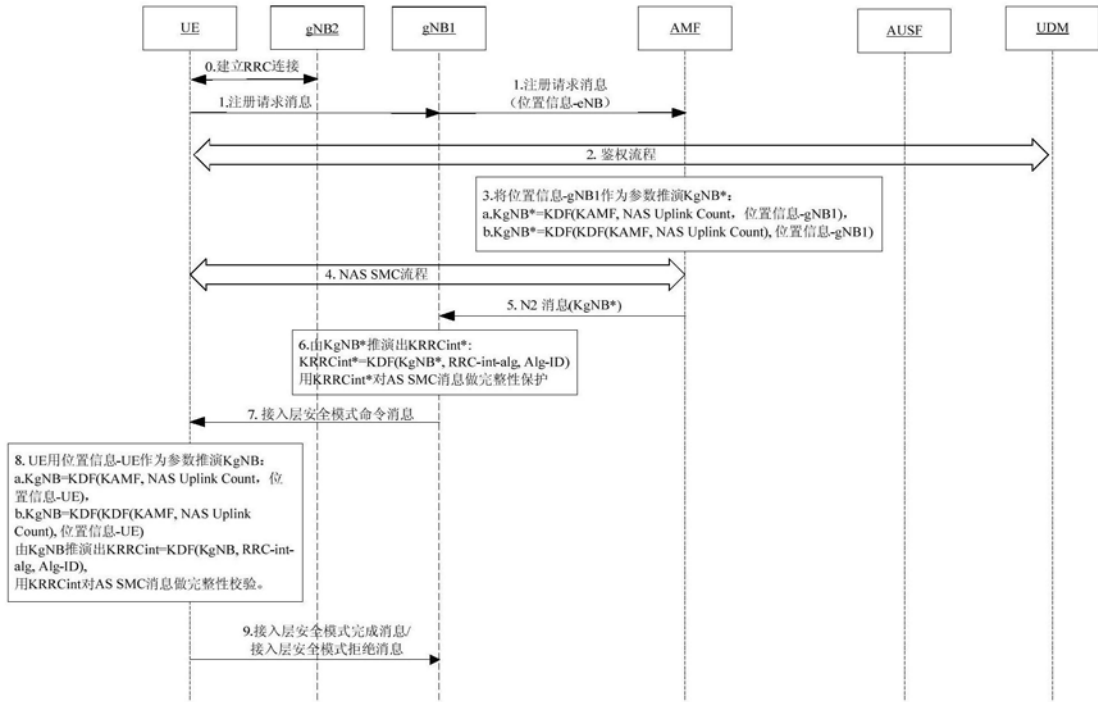 UE
gNB2
gNB1
AMF
AUSF
UDM
0.建立RRC连接
1.注册请求消息
1.注册请求消息
（位置信息-eNB）
2. 鉴权流程
3.将位置信息-gNB1作为参数推演KgNB*：
a.KgNB*=KDF(KAMF, NAS Uplink Count，位置信息-gNB1)，
b.KgNB*=KDF(KDF(KAMF, NAS Uplink Count), 位置信息-gNB1)
4. NAS SMC流程
5. N2 消息(KgNB*)
6.由KgNB*推演出KRRCint*:
KRRCint*=KDF(KgNB*, RRC-int-alg, Alg-ID)
用KRRCint*对AS SMC消息做完整性保护
7. 接入层安全模式命令消息
8. UE用位置信息-UE作为参数推演KgNB：
a.KgNB=KDF(KAMF, NAS Uplink Count，位
置信息-UE)，
b.KgNB=KDF(KDF(KAMF, NAS Uplink
Count), 位置信息-UE)
由KgNB推演出KRRCint=KDF(KgNB, RRC-int-
alg, Alg-ID),
用KRRCint对AS SMC消息做完整性校验。
9.接入层安全模式完成消息/
接入层安全模式拒绝消息